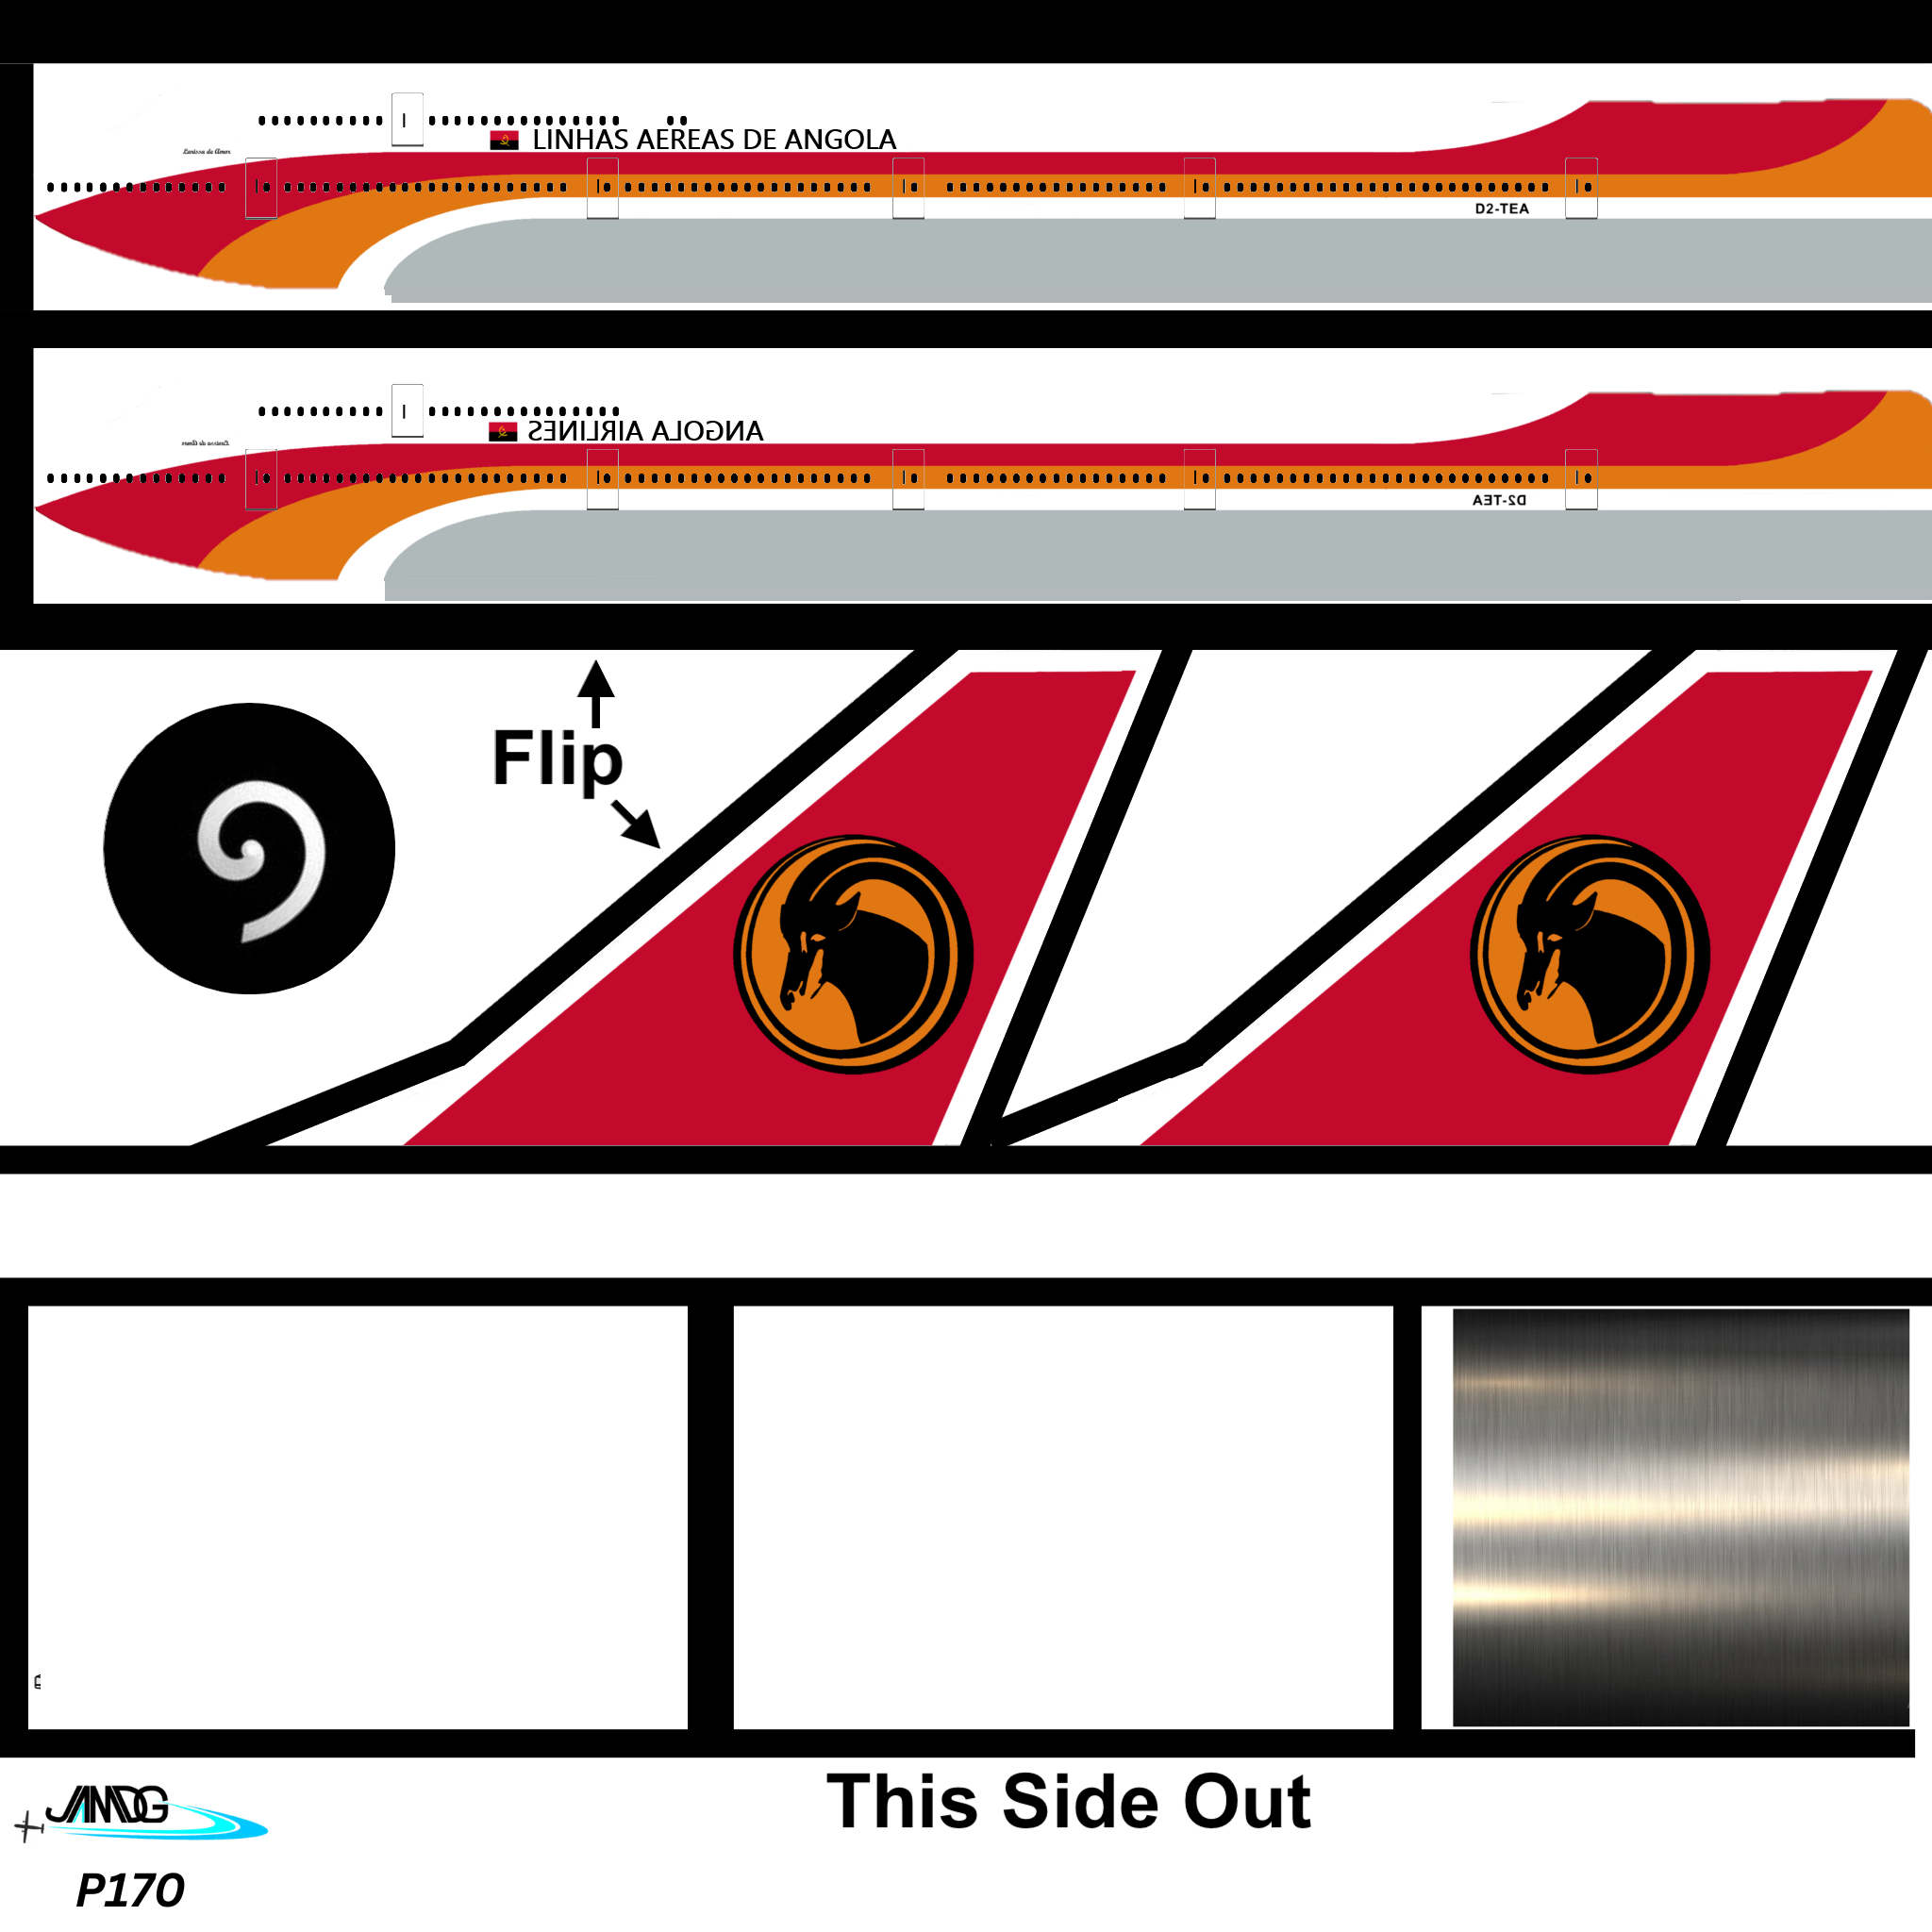 LINHAS AEREAS DE ANGOLA
D2-TEA
ANGOLA AIRLINES
D2-TEA
Flip
This Side Out
JAMDG
P170